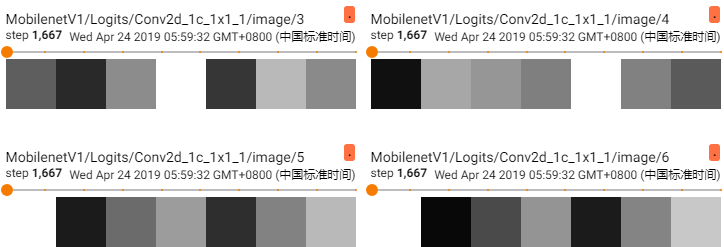 MobilenetV1/Logits/Conv2d_1c_1x1_1/image/3
step 1,667 Wed Apr 24 2019 05:59:32 GMT+0800 (中国标准时间)
MobilenetV1/Logits/Conv2d_1c_1x1_1/image/4
step 1,667 Wed Apr 24 2019 05:59:32 GMT+0800 (中国标准时间)
MobilenetV1/Logits/Conv2d_1c_1x1_1/image/5
step 1,667 Wed Apr 24 2019 05:59:32 GMT+0800 (中国标准时间)
MobilenetV1/Logits/Conv2d_1c_1x1_1/image/6
step 1,667 Wed Apr 24 2019 05:59:32 GMT+0800 (中国标准时间)